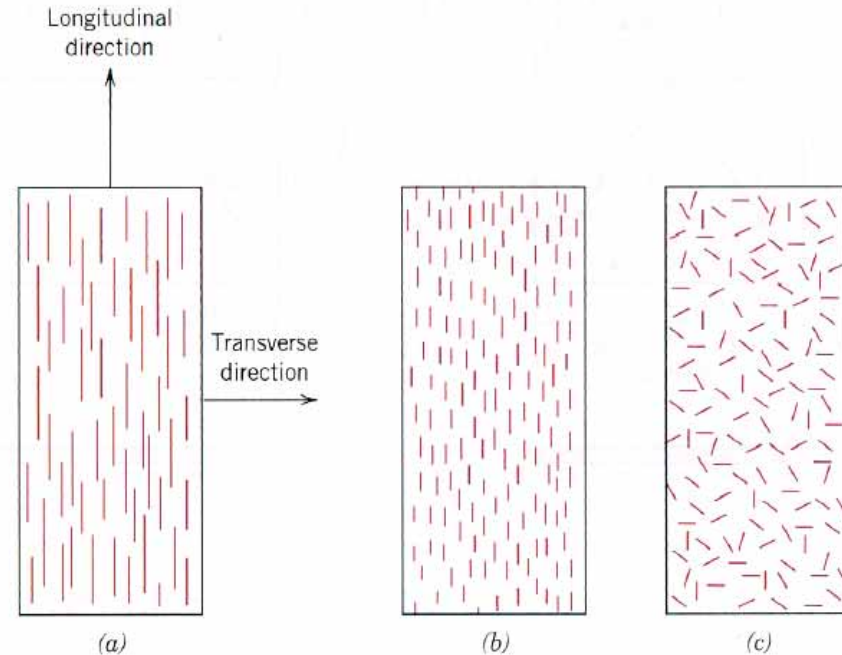 Longitudinal
direction
Transverse
direction
(a)
(b)
(c)